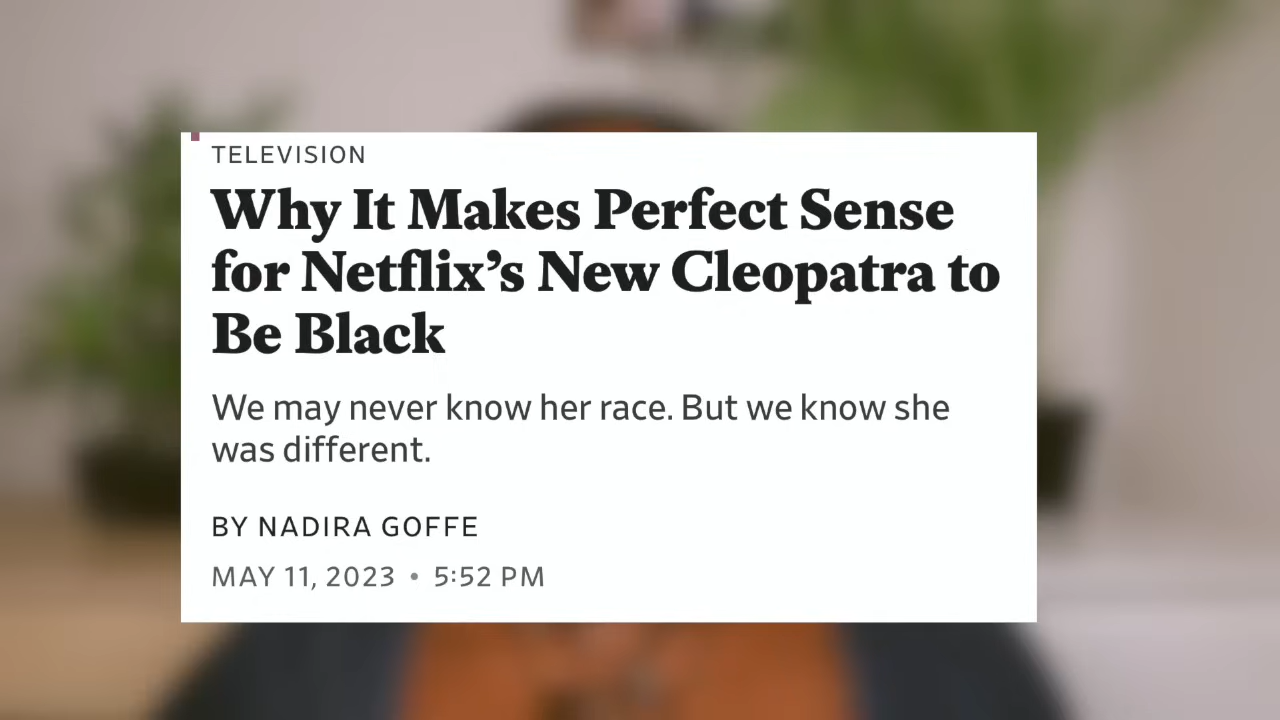 TELEVISION
Why It Makes Perfect Sense
for Netflix’s New Cleopatra to
Be Black
We may never know her race. But we know she
was different.
BY NADIRA GOFFE
MAY 11, 2023 • 5:52 PM